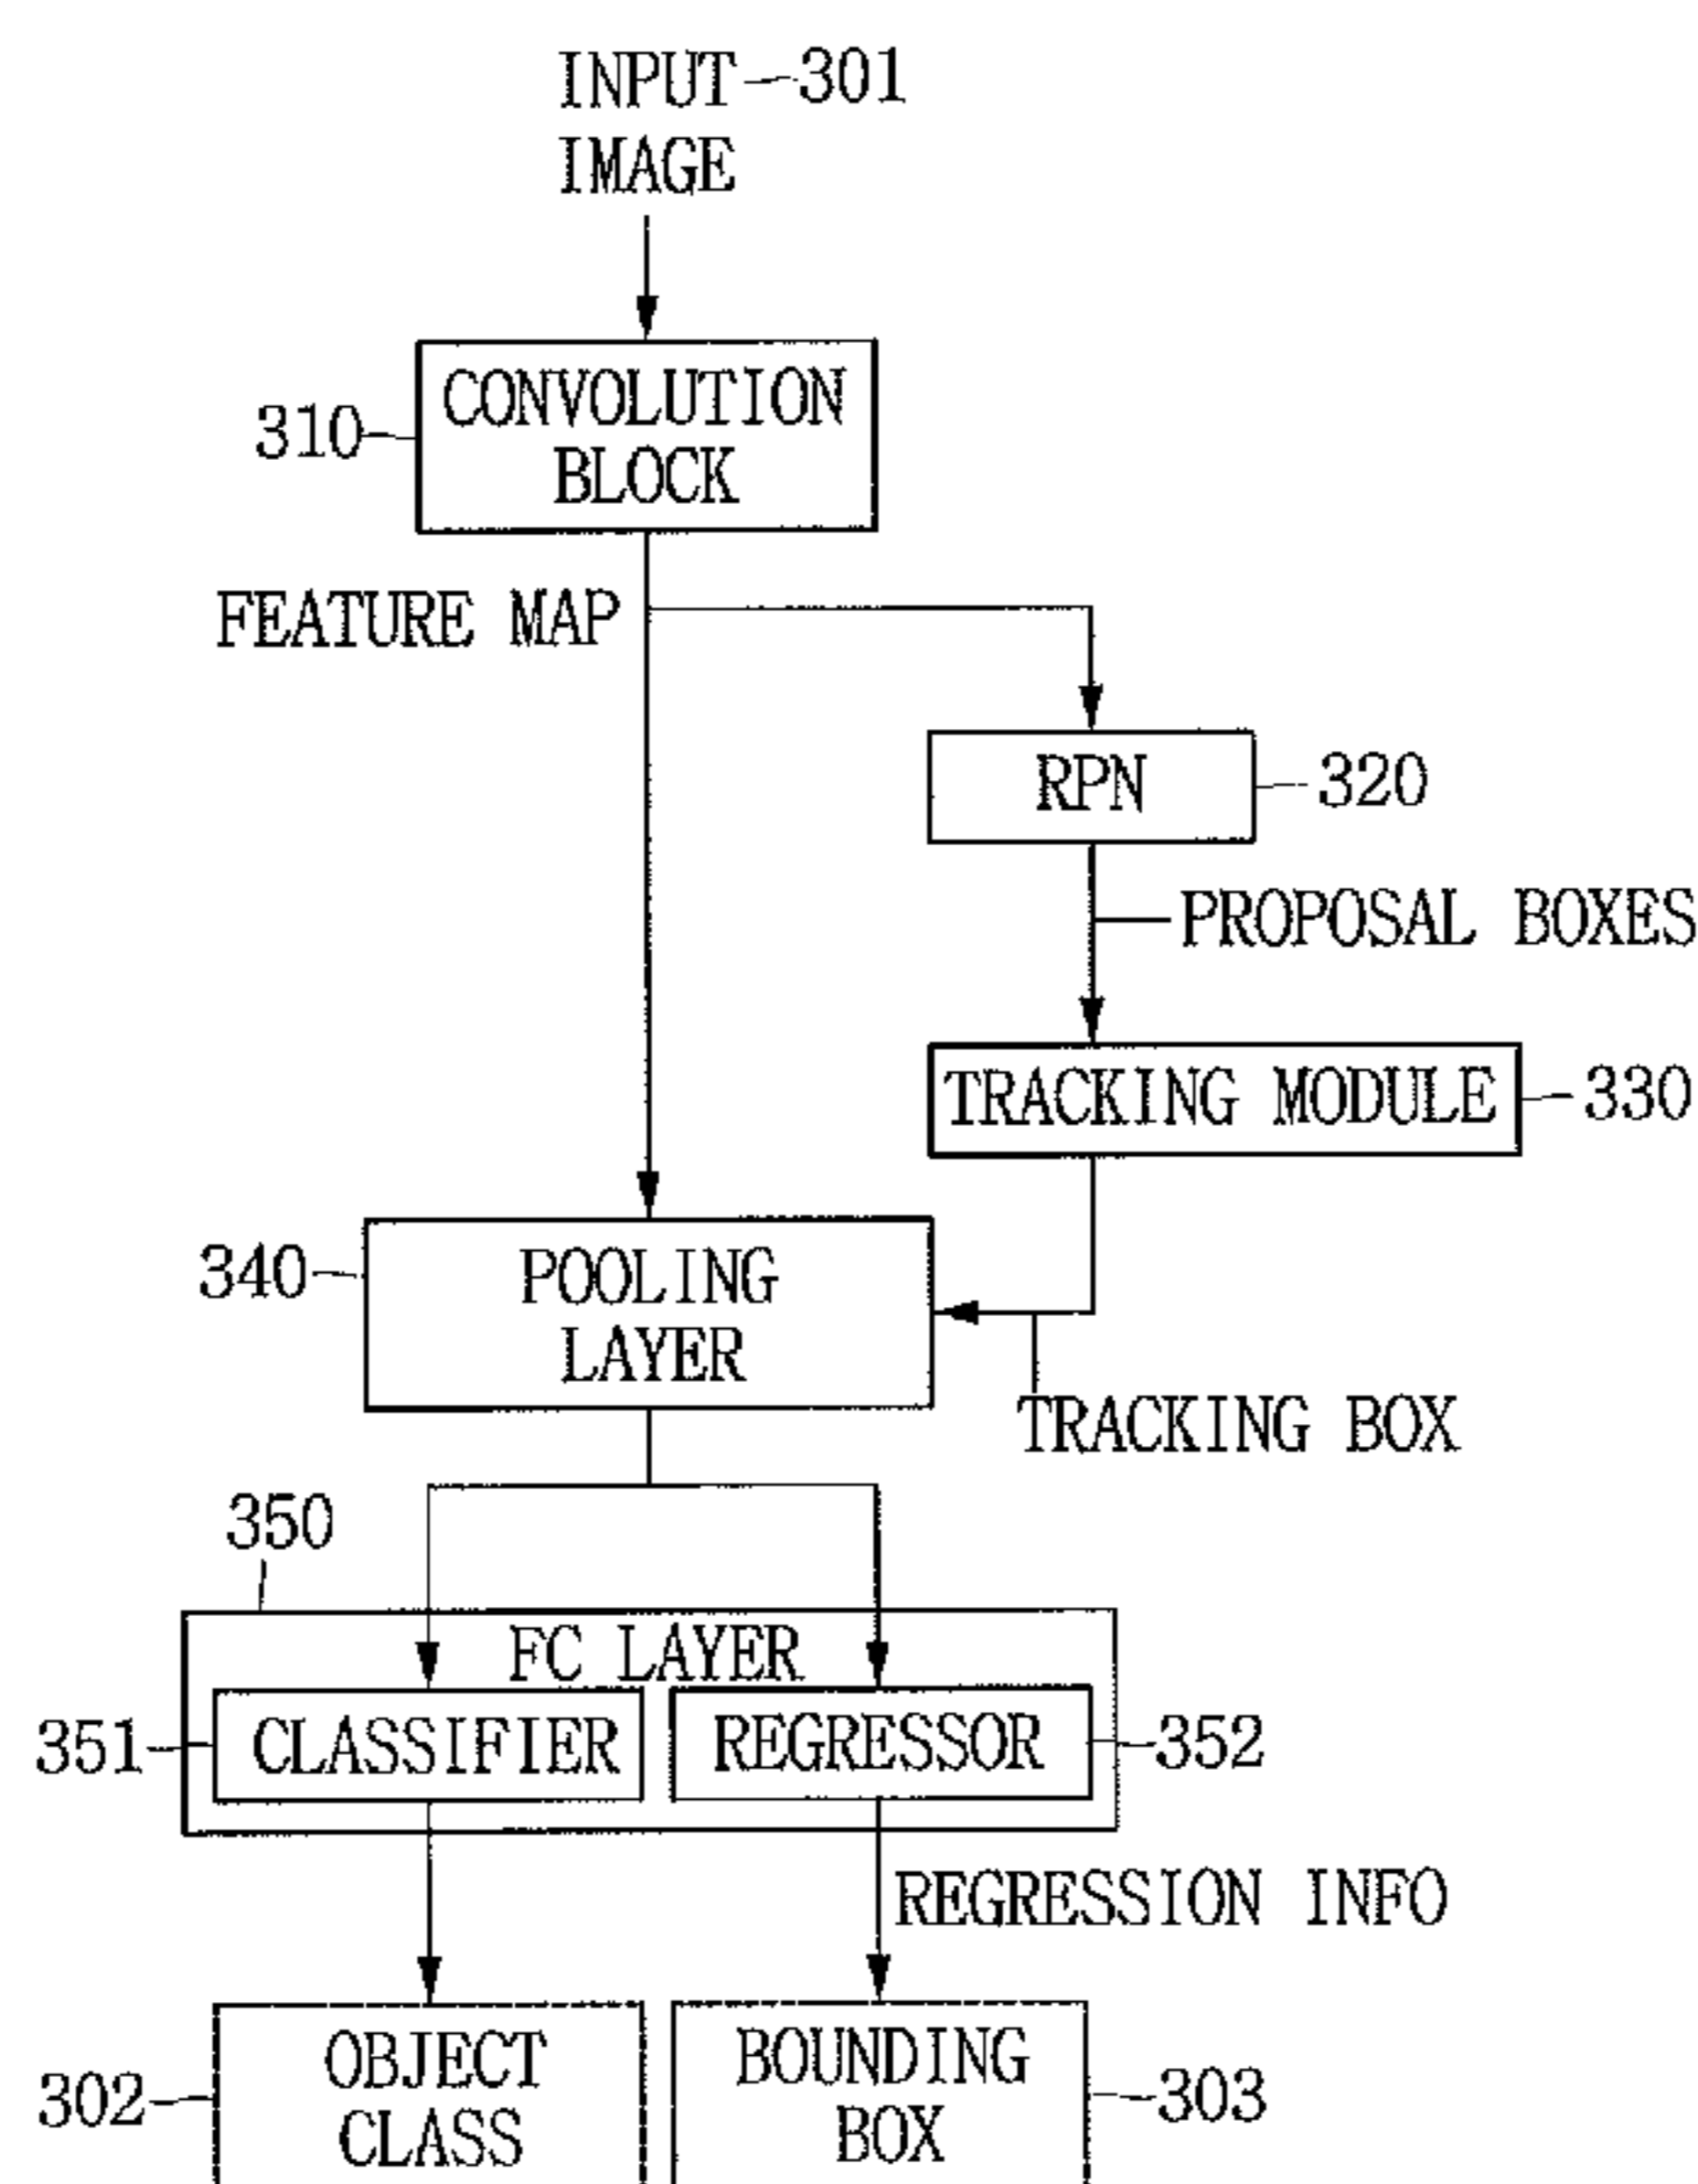 INPUT 301
IMAGE
310
CONVOLUTION
BLOCK
FEATURE MAP
RPN
320
PROPOSAL BOXES
TRACKING MODULE
330
340
POOLING
LAYER
TRACKING BOX
350
FC LAYER
351
CLASSIFIER
REGRESSOR
352
REGRESSION INFO
302
OBJECT
CLASS
BOUNDING
BOX
303